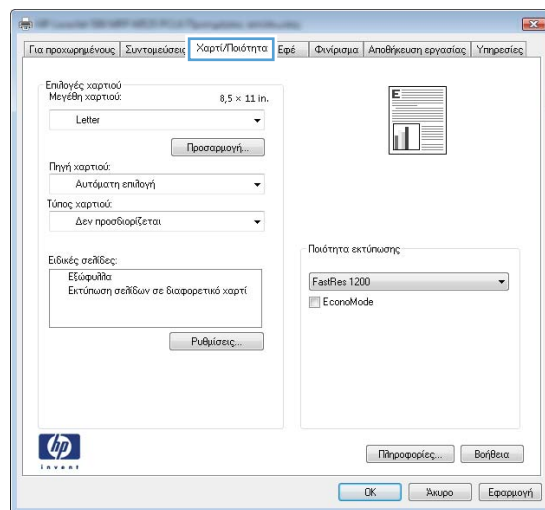 Για προχωρημένους Συντομεύσεις Χαρτί/Ποιότητα Εφέ Φινίρισμα Αποθήκευση εργασίας Υπηρεσίες
Επιλογές χαρτιού
Μεγέθη χαρτιού: 8,5 × 11 in.
Letter
Προσαρμογή...
Πηγή χαρτιού:
Αυτόματη επιλογή
Τύπος χαρτιού:
Δεν προσδιορίζεται
Ειδικές σελίδες:
Εξώφυλλα
Εκτύπωση σελίδων σε διαφορετικό χαρτί
Ρυθμίσεις...
E
Ποιότητα εκτύπωσης
FastRes 1200
EconoMode
hp
invent
Πληροφορίες... Βοήθεια
OK Άκυρο Εφαρμογή